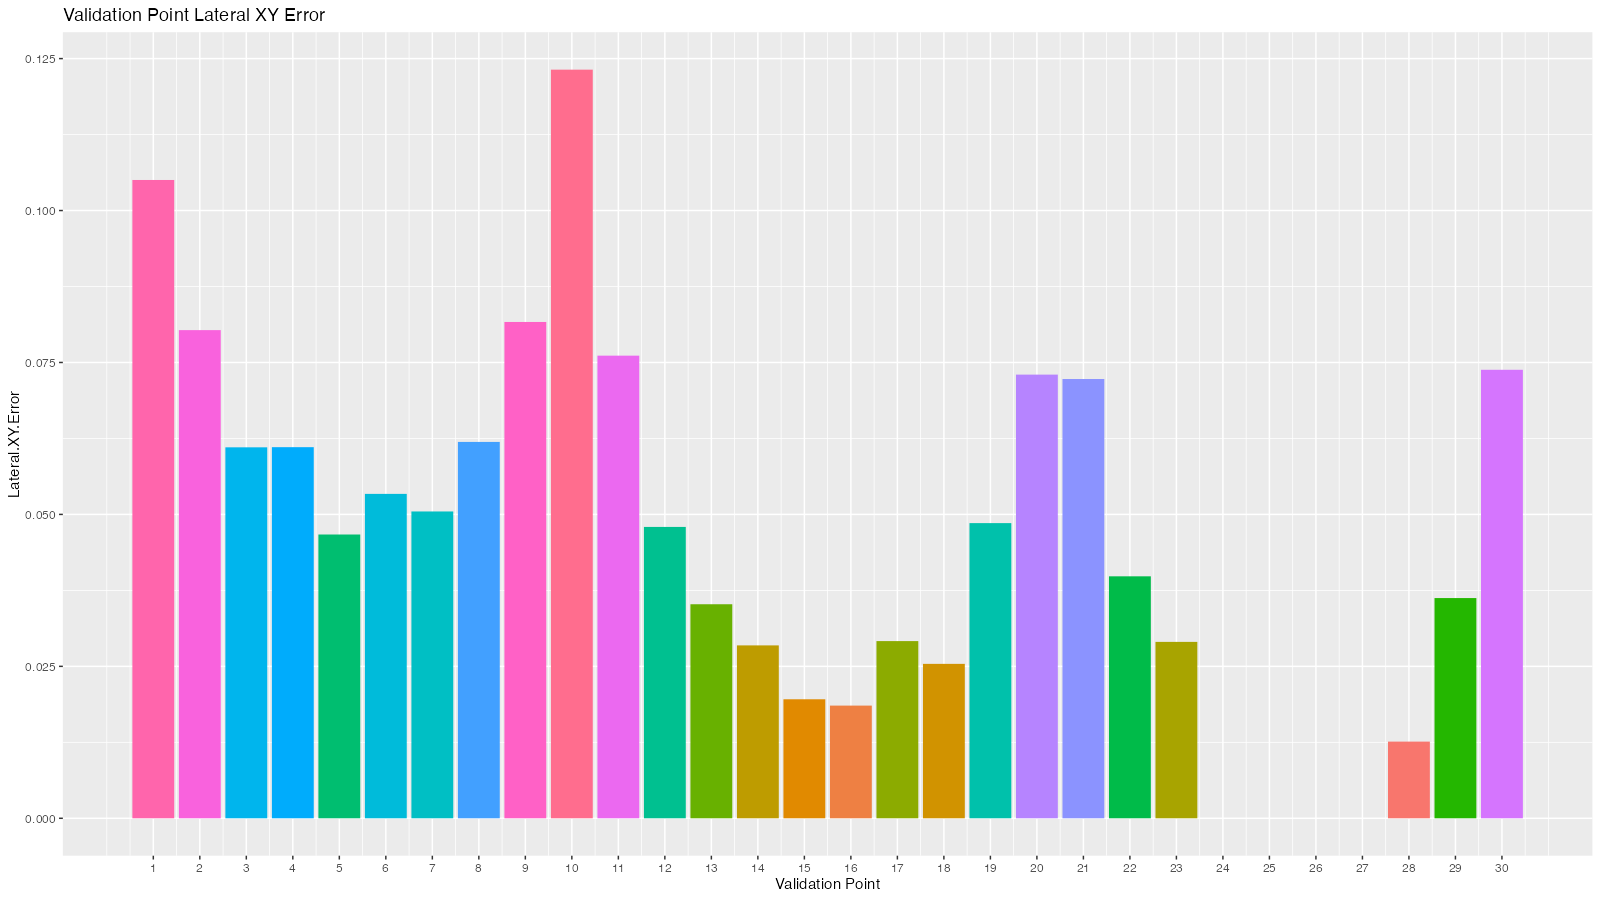 Validation Point Lateral XY Error
Lateral.XY.Error
0.125
0.100
0.075
0.050
0.025
0.000
1 2 3 4 5 6 7 8 9 10 11 12 13 14 15 16 17 18 19 20 21 22 23 24 25 26 27 28 29 30
Validation Point